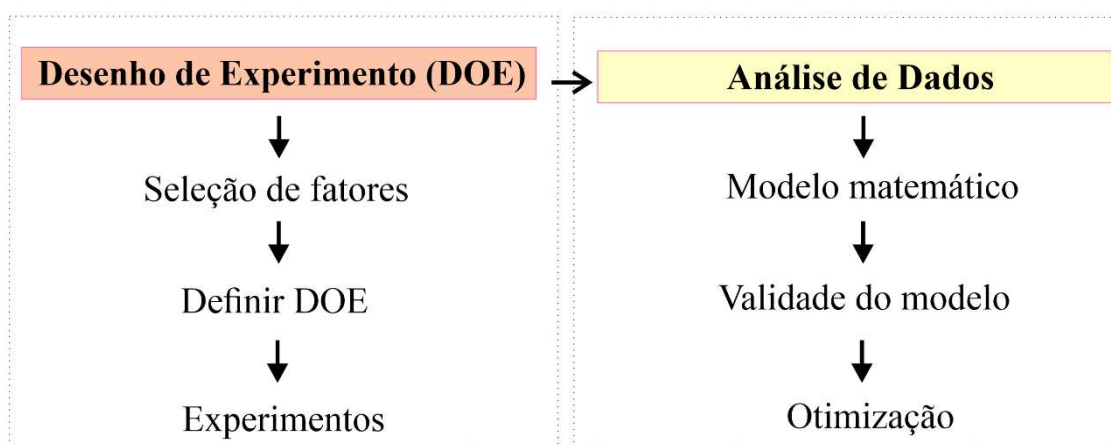 Desenho de Experimento (DOE)
Seleção de fatores
Definir DOE
Experimentos
Análise de Dados
Modelo matemático
Validade do modelo
Otimização